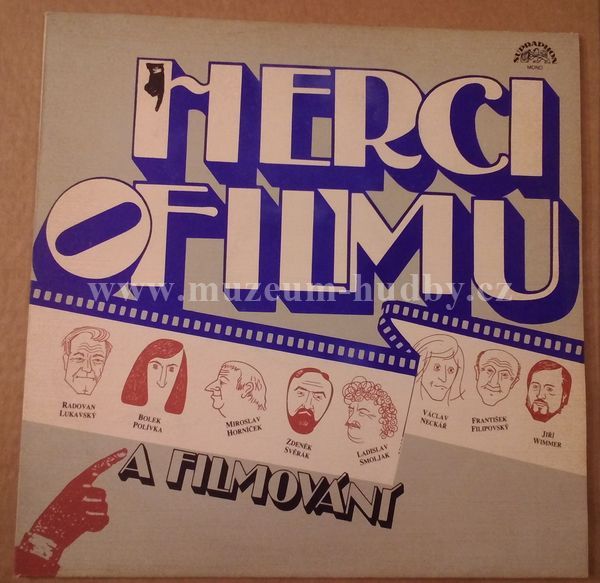 SUPRAPHON
MONO
HERCI
O FILMU
www.muzeum-hudby.cz
RADOVAN
LUKAVSKÝ
BOLEK
POLÍVKA
MIROSLAV
HORNÍČEK
ZDENĚK
SVĚRÁK
LADISLAV
SMOLJAK
VÁCLAV
NECKÁŘ
FRANTIŠEK
FILIPOVSKÝ
JIŘÍ
WIMMER
A FILMOVÁNÍ